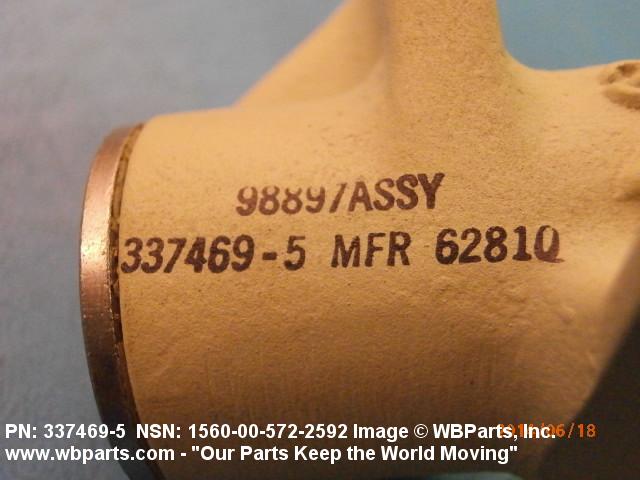 98897ASSY
337469-5 MFR 62810
PN: 337469-5 NSN: 1560-00-572-2592 Image © WBParts, Inc.
www.wbparts.com - "Our Parts Keep the World Moving"